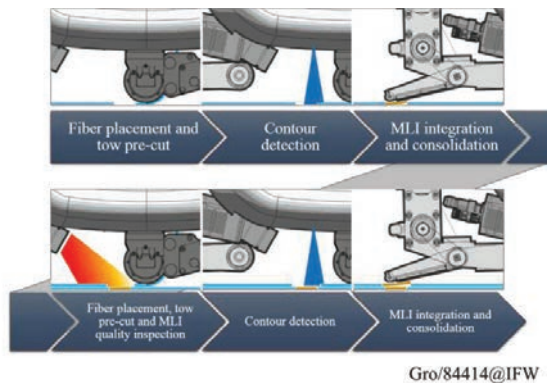 Fiber placement and
tow pre-cut
Contour
detection
MLI integration
and consolidation
Fiber placement, tow
pre-cut and MLI
quality inspection
Contour detection
MLI integration and
consolidation
Gro/84414@IFW